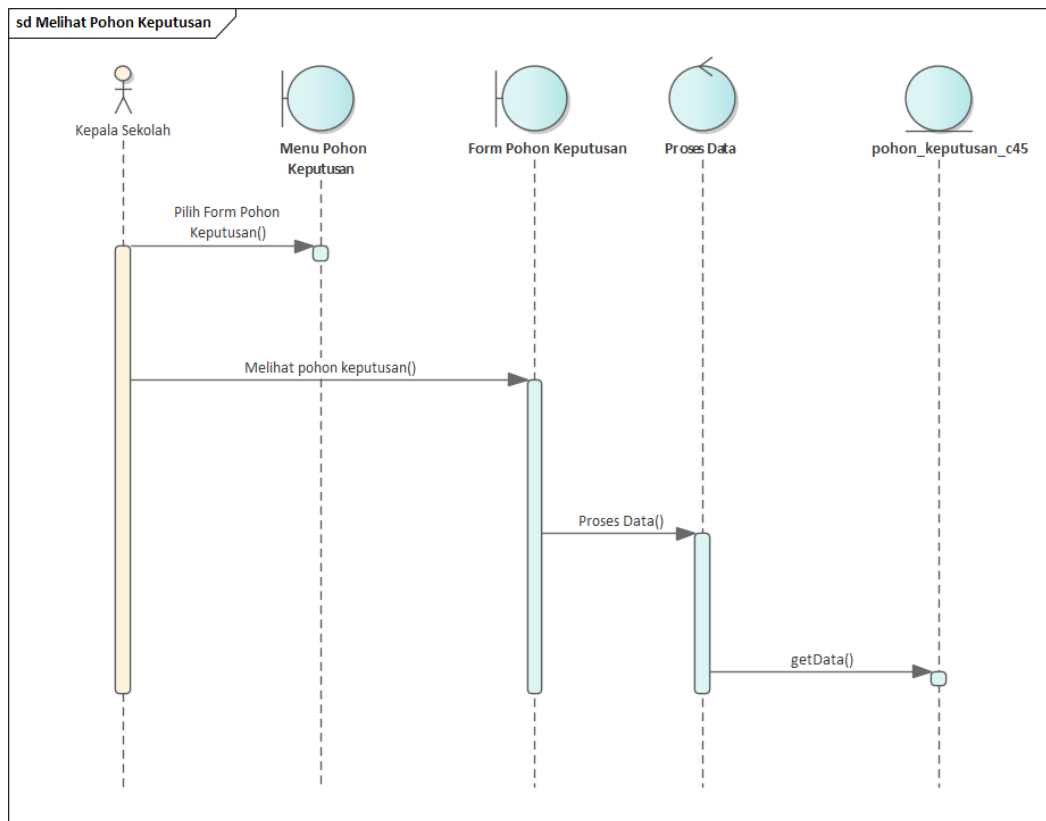 sd Melihat Pohon Keputusan
Kepala Sekolah
Menu Pohon
Keputusan
Form Pohon Keputusan
Proses Data
pohon_keputusan_c45
Pilih Form Pohon
Keputusan()
Melihat pohon keputusan()
Proses Data()
getData()